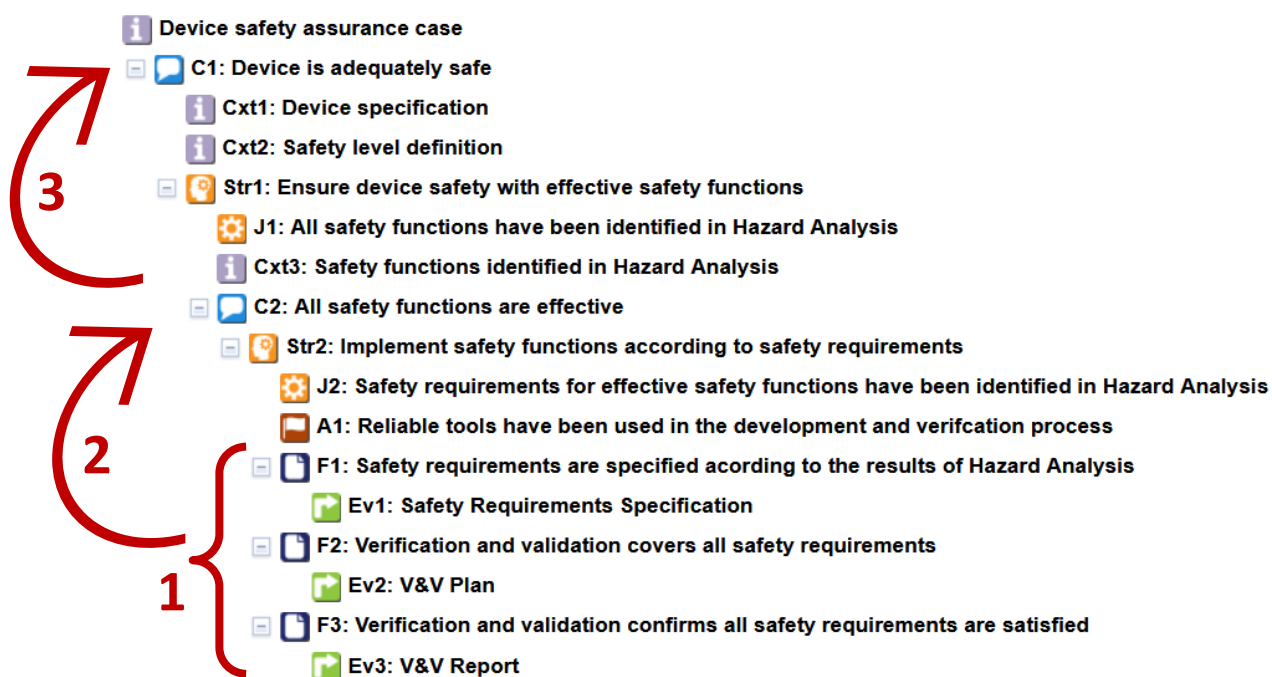 Device safety assurance case
C1: Device is adequately safe
Cxt1: Device specification
Cxt2: Safety level definition
3
Str1: Ensure device safety with effective safety functions
J1: All safety functions have been identified in Hazard Analysis
Cxt3: Safety functions identified in Hazard Analysis
C2: All safety functions are effective
Str2: Implement safety functions according to safety requirements
J2: Safety requirements for effective safety functions have been identified in Hazard Analysis
A1: Reliable tools have been used in the development and verifcation process
2
F1: Safety requirements are specified acording to the results of Hazard Analysis
Ev1: Safety Requirements Specification
F2: Verification and validation covers all safety requirements
1
Ev2: V&V Plan
F3: Verification and validation confirms all safety requirements are satisfied
Ev3: V&V Report